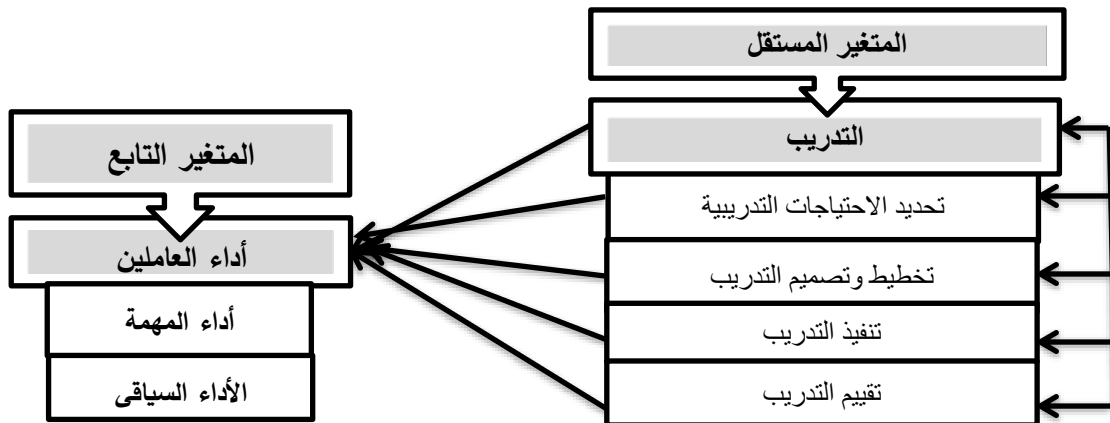 المتغير المستقل
التدريب
تحديد الاحتياجات التدريبية
تخطيط وتصميم التدريب
تنفيذ التدريب
تقييم التدريب
المتغير التابع
أداء العاملين
أداء المهمة
الأداء السياقى